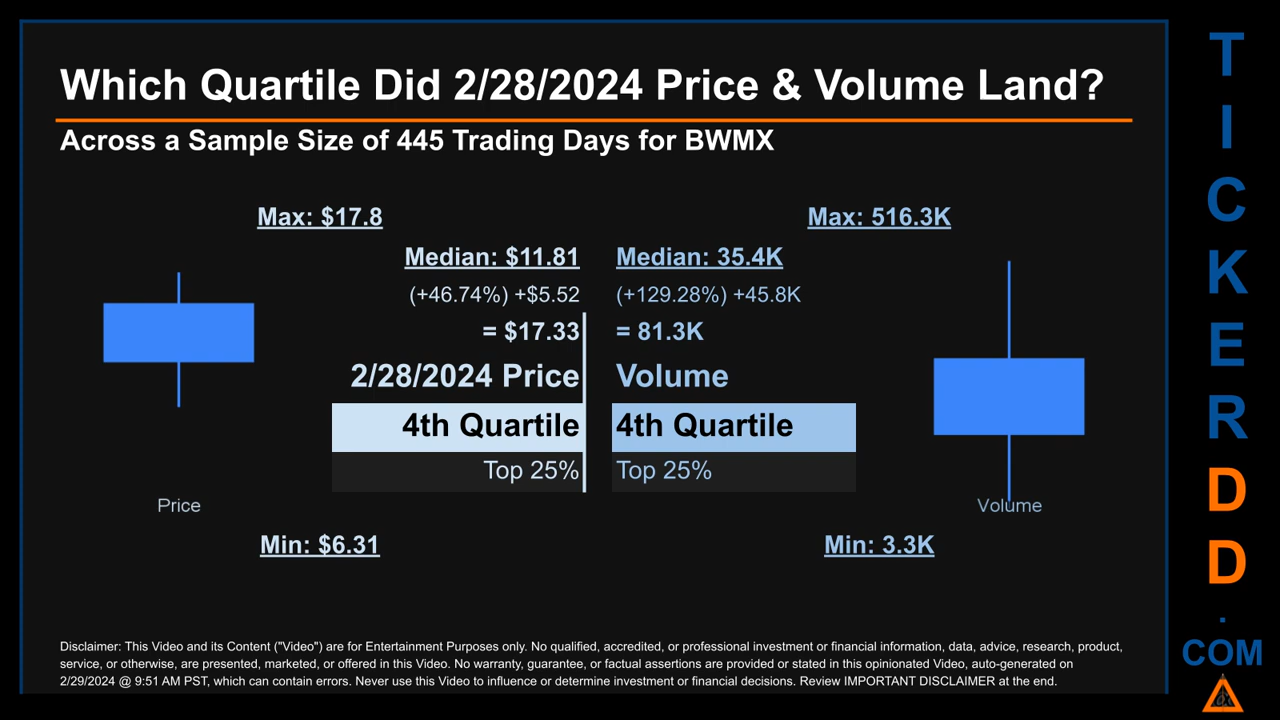 Which Quartile Did 2/28/2024 Price & Volume Land?
Across a Sample Size of 445 Trading Days for BWMX
Max: $17.8
Max: 516.3K
Median: $11.81
Median: 35.4K
(+46.74%) +$5.52
(+129.28%) +45.8K
= $17.33
= 81.3K
2/28/2024 Price
Volume
4th Quartile
4th Quartile
Top 25%
Top 25%
Price
Volume
Min: $6.31
Min: 3.3K
Disclaimer: This Video and its Content ("Video") are for Entertainment Purposes only. No qualified, accredited, or professional investment or financial information, data, advice, research, product,
service, or otherwise, are presented, marketed, or offered in this Video. No warranty, guarantee, or factual assertions are provided or stated in this opinionated Video, auto-generated on
2/29/2024 @ 9:51 AM PST, which can contain errors. Never use this Video to influence or determine investment or financial decisions. Review IMPORTANT DISCLAIMER at the end.
T
I
C
K
E
R
D
D
.
COM